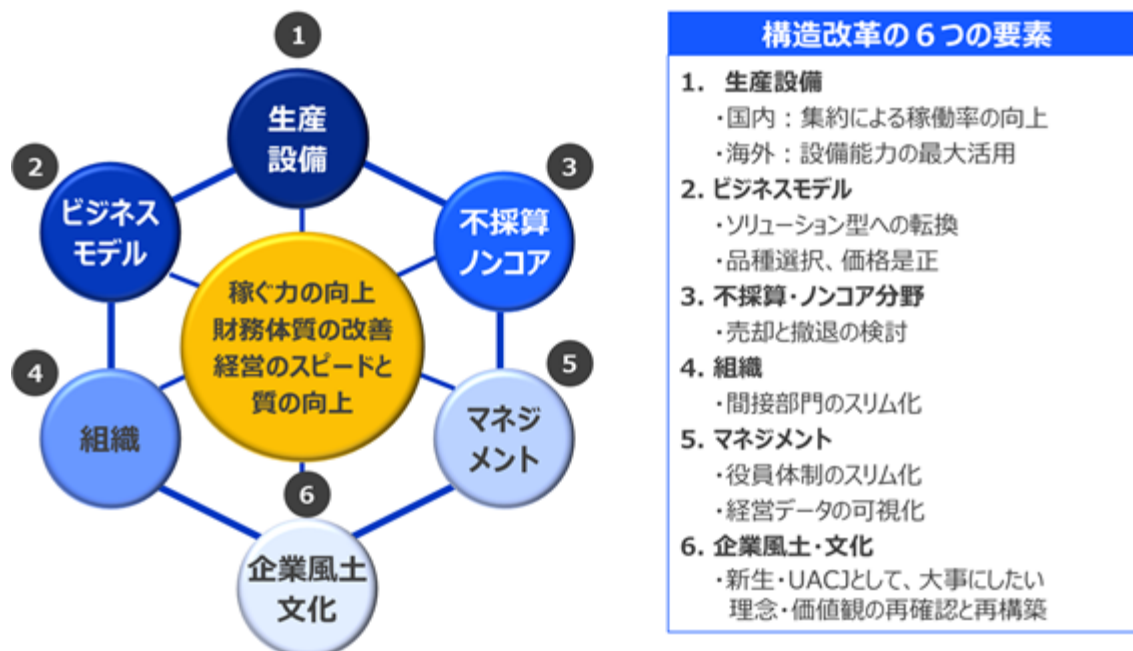 1
生産
設備
2
ビジネス
モデル
3
不採算
ノンコア
稼ぐ力の向上
財務体質の改善
経営のスピードと
質の向上
4
組織
5
マネジ
メント
6
企業風土
文化
構造改革の6つの要素
1. 生産設備
・国内：集約による稼働率の向上
・海外：設備能力の最大活用
2. ビジネスモデル
・ソリューション型への転換
・品種選択、価格是正
3. 不採算・ノンコア分野
・売却と撤退の検討
4. 組織
・間接部門のスリム化
5. マネジメント
・役員体制のスリム化
・経営データの可視化
6. 企業風土・文化
・新生・UACJとして、大事にしたい
理念・価値観の再確認と再構築